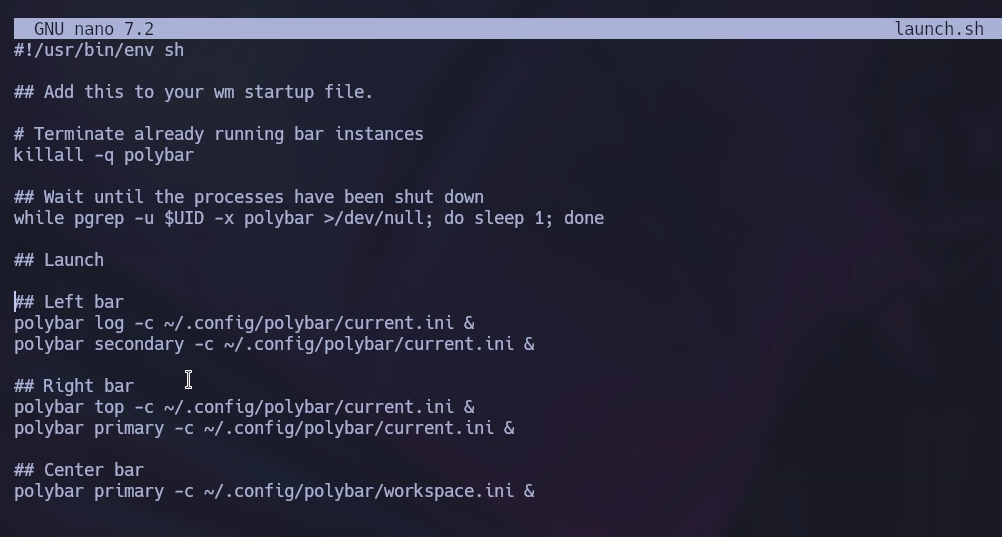 GNU nano 7.2 launch.sh
#!/usr/bin/env sh
## Add this to your wm startup file.
# Terminate already running bar instances
killall -q polybar
## Wait until the processes have been shut down
while pgrep -u $UID -x polybar >/dev/null; do sleep 1; done
## Launch
## Left bar
polybar log -c ~/.config/polybar/current.ini &
polybar secondary -c ~/.config/polybar/current.ini &
## Right bar
polybar top -c ~/.config/polybar/current.ini &
polybar primary -c ~/.config/polybar/current.ini &
## Center bar
polybar primary -c ~/.config/polybar/workspace.ini &